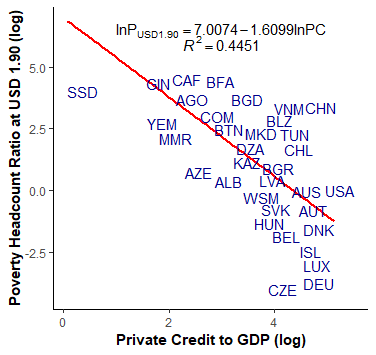 lnP_USD1.90 = 7.0074 - 1.6099lnPC
R² = 0.4451
Poverty Headcount Ratio at USD 1.90 (log)
5.0
2.5
0.0
-2.5
SSD
GIN CAF BFA
AGO FBG
VNM CHN
COM BLZ
YEM BTN MKD TUN
MMR
DZA CHL
KAZ BGR
AZE ALB LVA
AUS USA
WSM
SVK AUT
HUN
BEL DNK
ISL
LUX
CZE DEU
0 2 4
Private Credit to GDP (log)